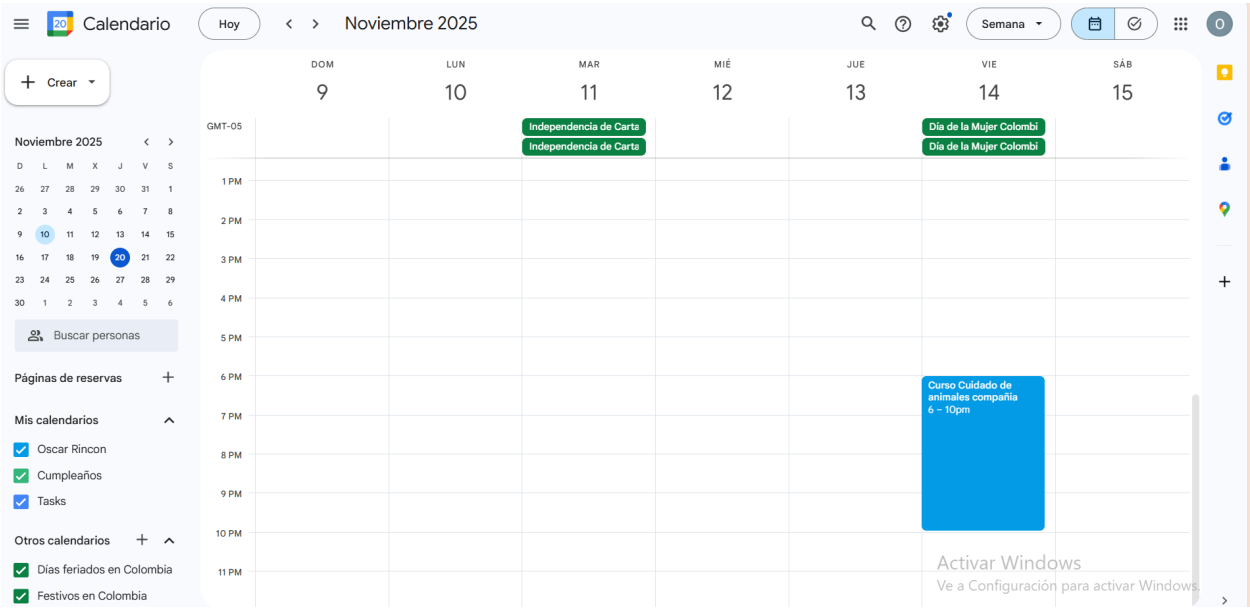 20 Calendario
Hoy
Noviembre 2025
Semana
O
Crear
Noviembre 2025
D L M X J V S
26 27 28 29 30 31 1
2 3 4 5 6 7 8
9 10 11 12 13 14 15
16 17 18 19 20 21 22
23 24 25 26 27 28 29
30 1 2 3 4 5 6
Buscar personas
Páginas de reservas
Mis calendarios
Oscar Rincon
Cumpleaños
Tasks
Otros calendarios
Días feriados en Colombia
Festivos en Colombia
DOM LUN MAR MIÉ JUE VIE SÁB
9 10 11 12 13 14 15
GMT-05
Independencia de Carta
Independencia de Carta
Día de la Mujer Colombi
Día de la Mujer Colombi
1 PM
2 PM
3 PM
4 PM
5 PM
6 PM
7 PM
8 PM
9 PM
10 PM
11 PM
Curso Cuidado de
animales compañia
6 – 10pm
Activar Windows
Ve a Configuración para activar Windows.